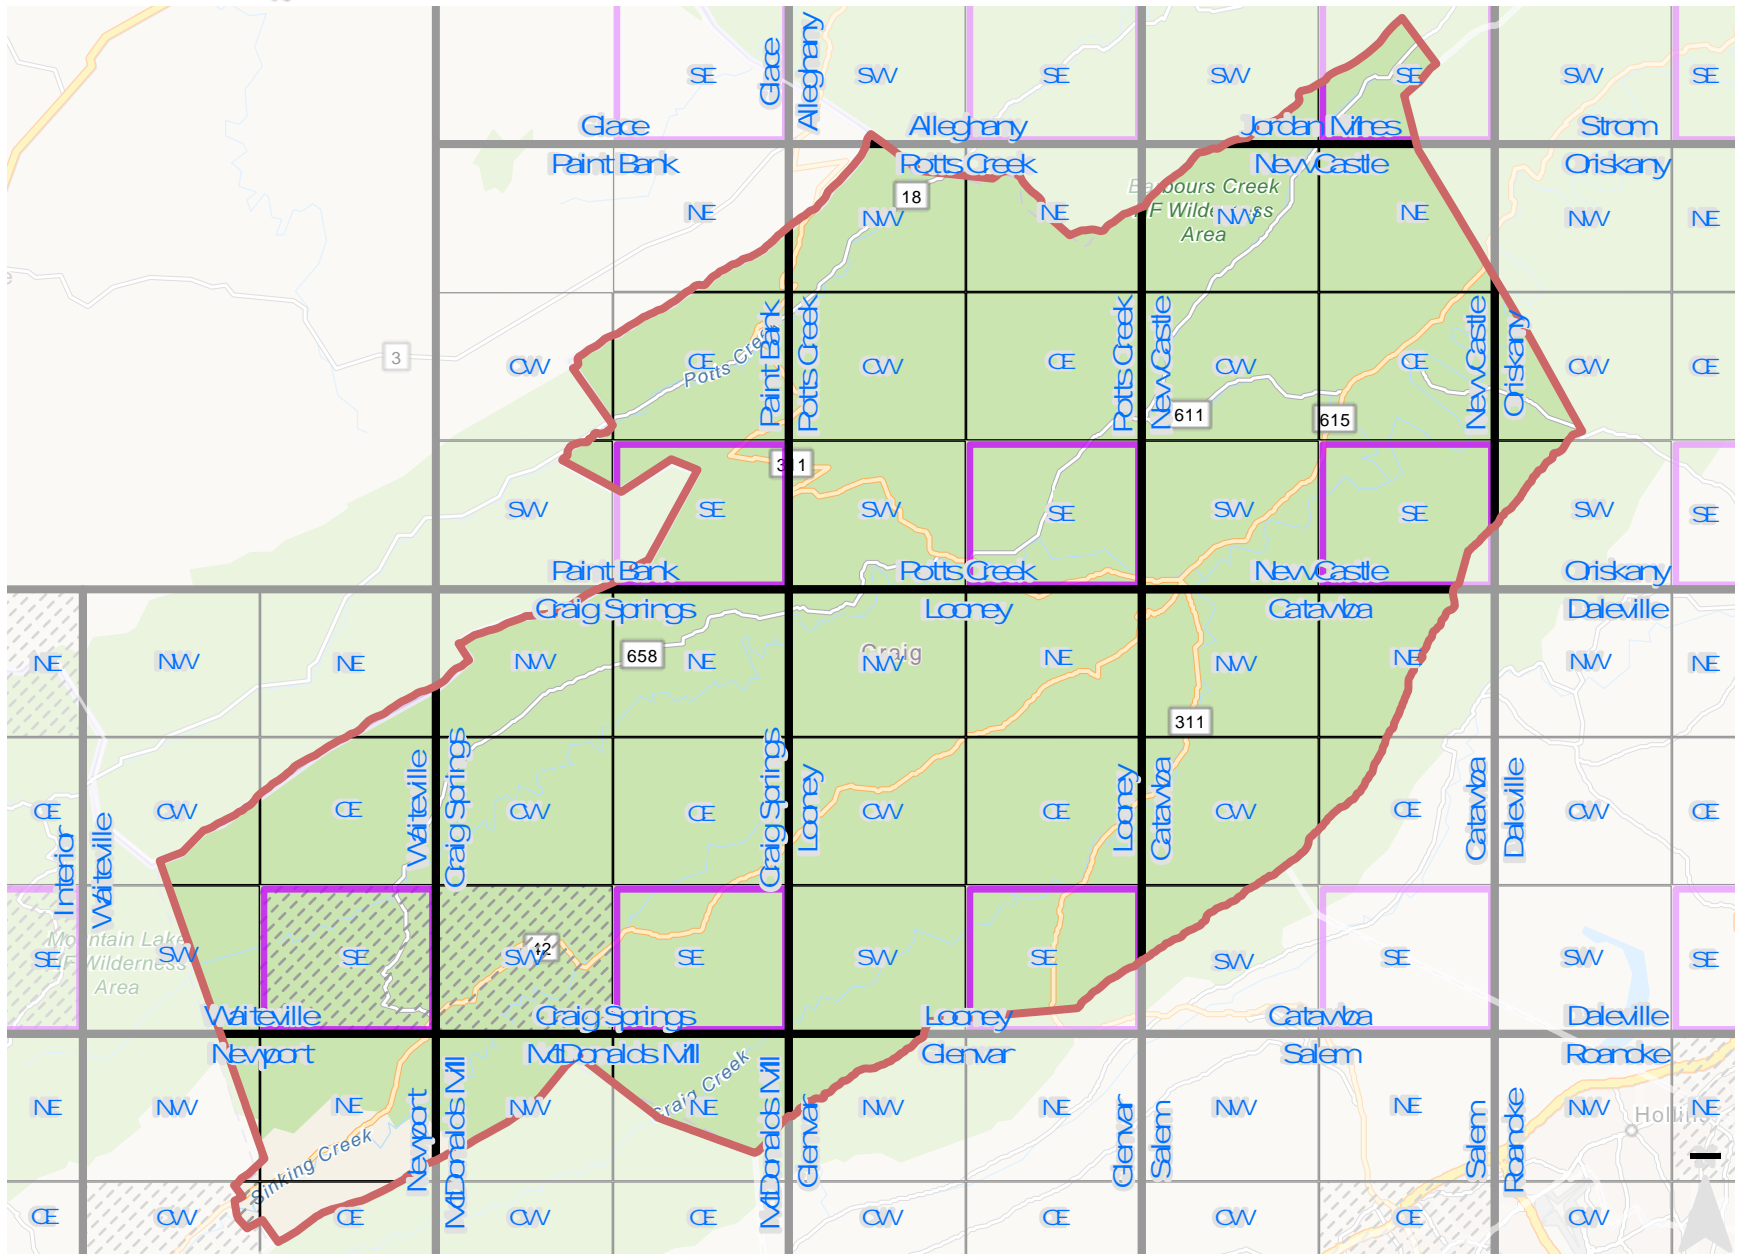 SE
Glace
Alleghany
SW
SE
SW
SE
SW
SE
Glace
Alleghany
Jordan Mines
Strom
Paint Bank
Potts Creek
New Castle
Oriskany
NE
18
NW
NE
Barbours Creek
F Wilderness
Area
NW
NE
NW
NE
3
CW
CE
Potts Creek
Paint Bank
Potts Creek
CW
CE
Potts Creek
New Castle
CW
CE
New Castle
Oriskany
CW
CE
611
615
311
SW
SE
SW
SE
SW
SE
SW
SE
Paint Bank
Potts Creek
New Castle
Oriskany
Craig Springs
Looney
Catawba
Daleville
NE
NW
NE
NW
658
NE
Craig
NW
NE
NW
NE
NW
NE
311
CE
CW
CE
CW
CE
CW
CE
CW
CE
CW
CE
Interior
Waiteville
Waiteville
Craig Springs
Craig Springs
Looney
Looney
Catawba
Catawba
Daleville
Mountain Lake
F Wilderness
Area
SE
SW
SE
SW
42
SE
SW
SE
SW
SE
SW
SE
Waiteville
Craig Springs
Looney
Catawba
Daleville
Newport
McDonalds Mill
Glenvar
Salem
Roanoke
NE
NW
NE
NW
NE
NW
NE
NW
NE
NW
NE
Craig Creek
Sinking Creek
Newport
McDonalds Mill
McDonalds Mill
Glenvar
Glenvar
Salem
Salem
Roanoke
CE
CW
CE
CW
CE
CW
CE
CW
CE
CW